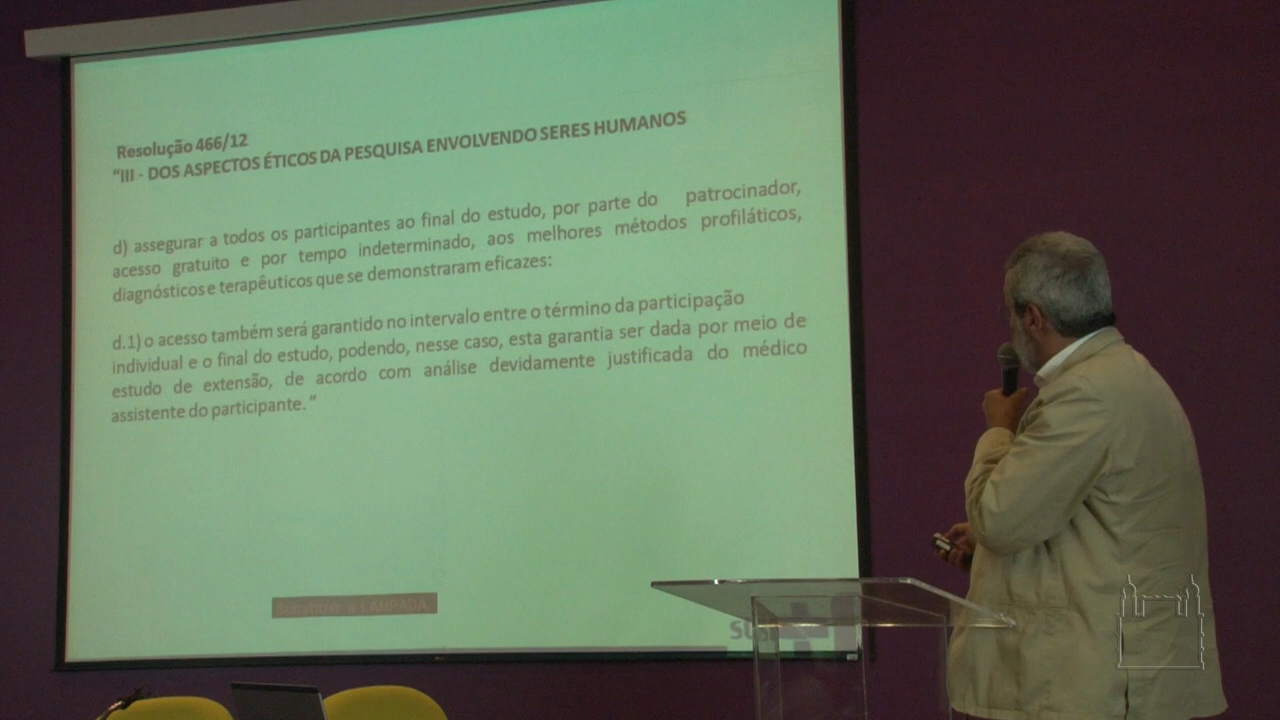 Resolução 466/12
“III - DOS ASPECTOS ÉTICOS DA PESQUISA ENVOLVENDO SERES HUMANOS
d) assegurar a todos os participantes ao final do estudo, por parte do patrocinador,
acesso gratuito e por tempo indeterminado, aos melhores métodos profiláticos,
diagnósticos e terapêuticos que se demonstraram eficazes:
d.1) o acesso também será garantido no intervalo entre o término da participação
individual e o final do estudo, podendo, nesse caso, esta garantia ser dada por meio de
estudo de extensão, de acordo com análise devidamente justificada do médico
assistente do participante.”
Substituir a LÂMPADA.
SUS